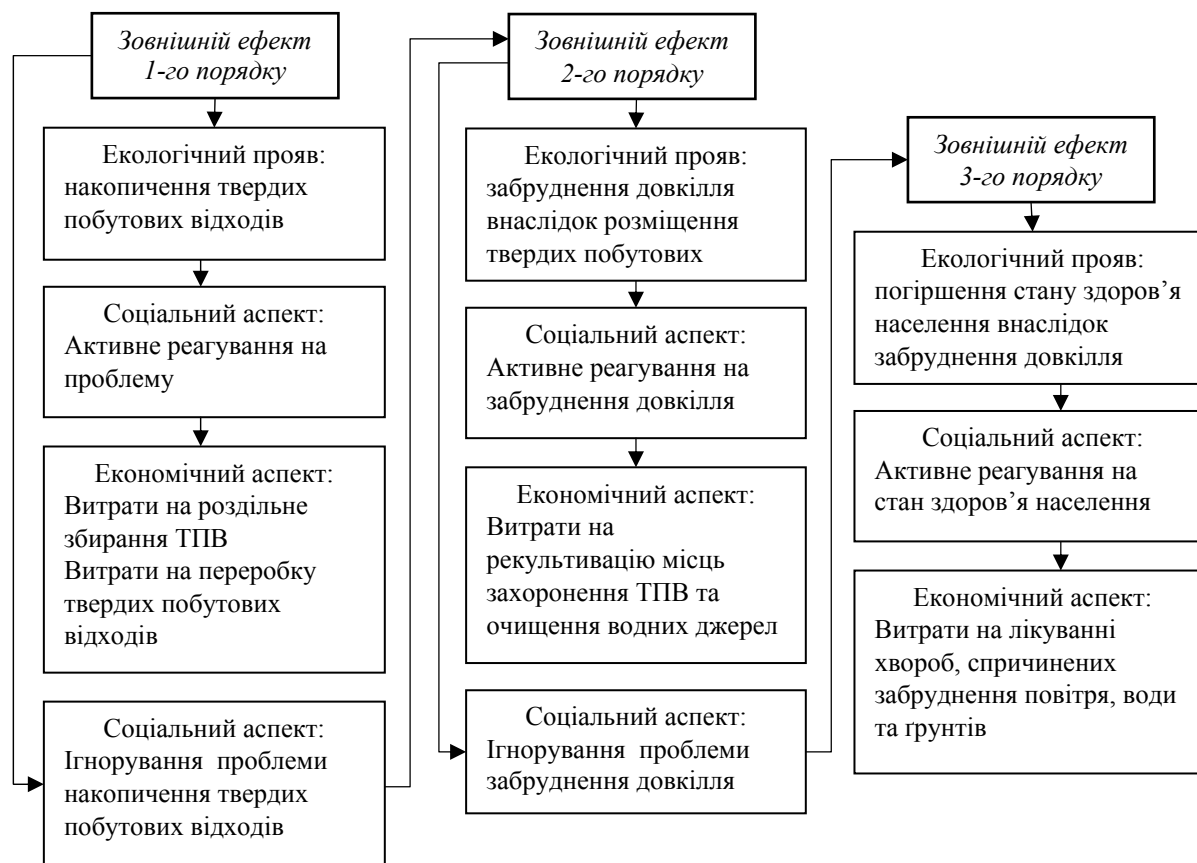 Зовнішній ефект
1-го порядку
Екологічний прояв:
накопичення твердих
побутових відходів
Соціальний аспект:
Активне реагування на
проблему
Економічний аспект:
Витрати на роздільне
збирання ТПВ
Витрати на переробку
твердих побутових
відходів
Соціальний аспект:
Ігнорування проблеми
накопичення твердих
побутових відходів
Зовнішній ефект
2-го порядку
Екологічний прояв:
забруднення довкілля
внаслідок розміщення
твердих побутових
Соціальний аспект:
Активне реагування на
забруднення довкілля
Економічний аспект:
Витрати на
рекультивацію місць
захоронення ТПВ та
очищення водних джерел
Соціальний аспект:
Ігнорування проблеми
забруднення довкілля
Зовнішній ефект
3-го порядку
Екологічний прояв:
погіршення стану здоров’я
населення внаслідок
забруднення довкілля
Соціальний аспект:
Активне реагування на
стан здоров’я населення
Економічний аспект:
Витрати на лікуванні
хвороб, спричинених
забруднення повітря, води
та ґрунтів